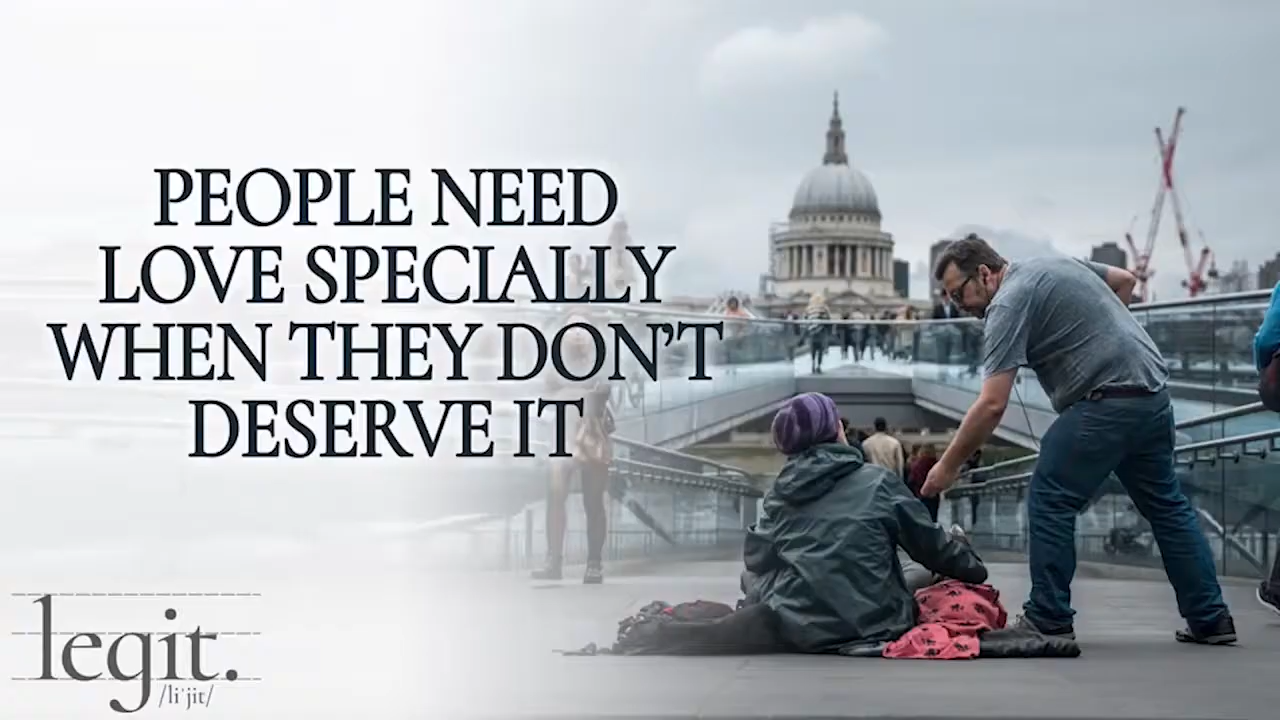 PEOPLE NEED
LOVE SPECIALLY
WHEN THEY DON'T
DESERVE IT
legit.
/li'jit/